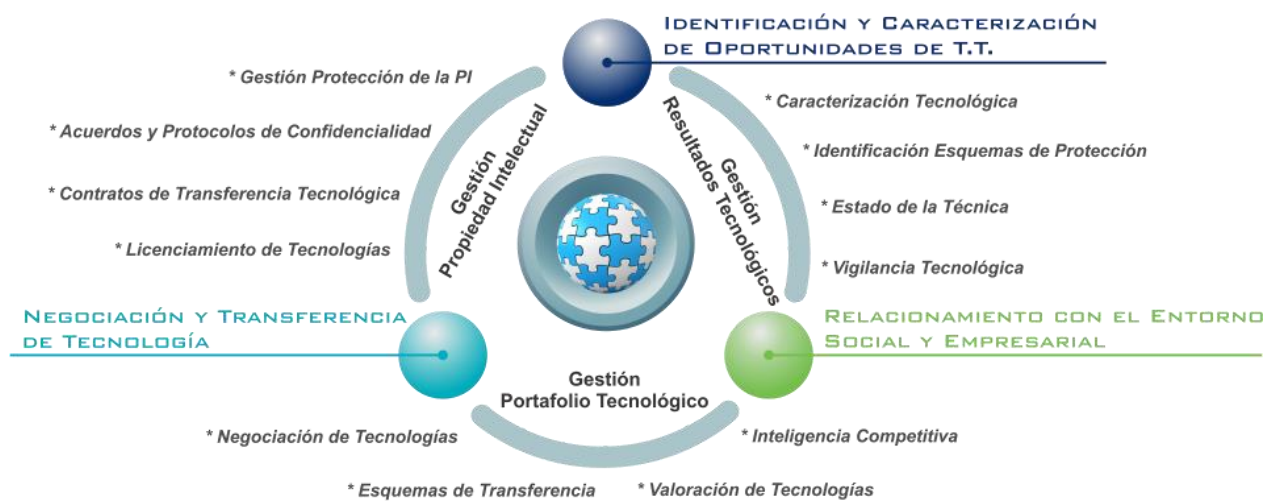 IDENTIFICACIÓN Y CARACTERIZACIÓN
DE OPORTUNIDADES DE T.T.
* Gestión Protección de la PI
* Acuerdos y Protocolos de Confidencialidad
* Contratos de Transferencia Tecnológica
* Licenciamiento de Tecnologías
Gestión
Propiedad Intelectual
Gestión
Resultados Tecnológicos
* Caracterización Tecnológica
* Identificación Esquemas de Protección
* Estado de la Técnica
* Vigilancia Tecnológica
NEGOCIACIÓN Y TRANSFERENCIA
DE TECNOLOGÍA
RELACIONAMIENTO CON EL ENTORNO
SOCIAL Y EMPRESARIAL
Gestión
Portafolio Tecnológico
* Negociación de Tecnologías
* Inteligencia Competitiva
* Esquemas de Transferencia
* Valoración de Tecnologías